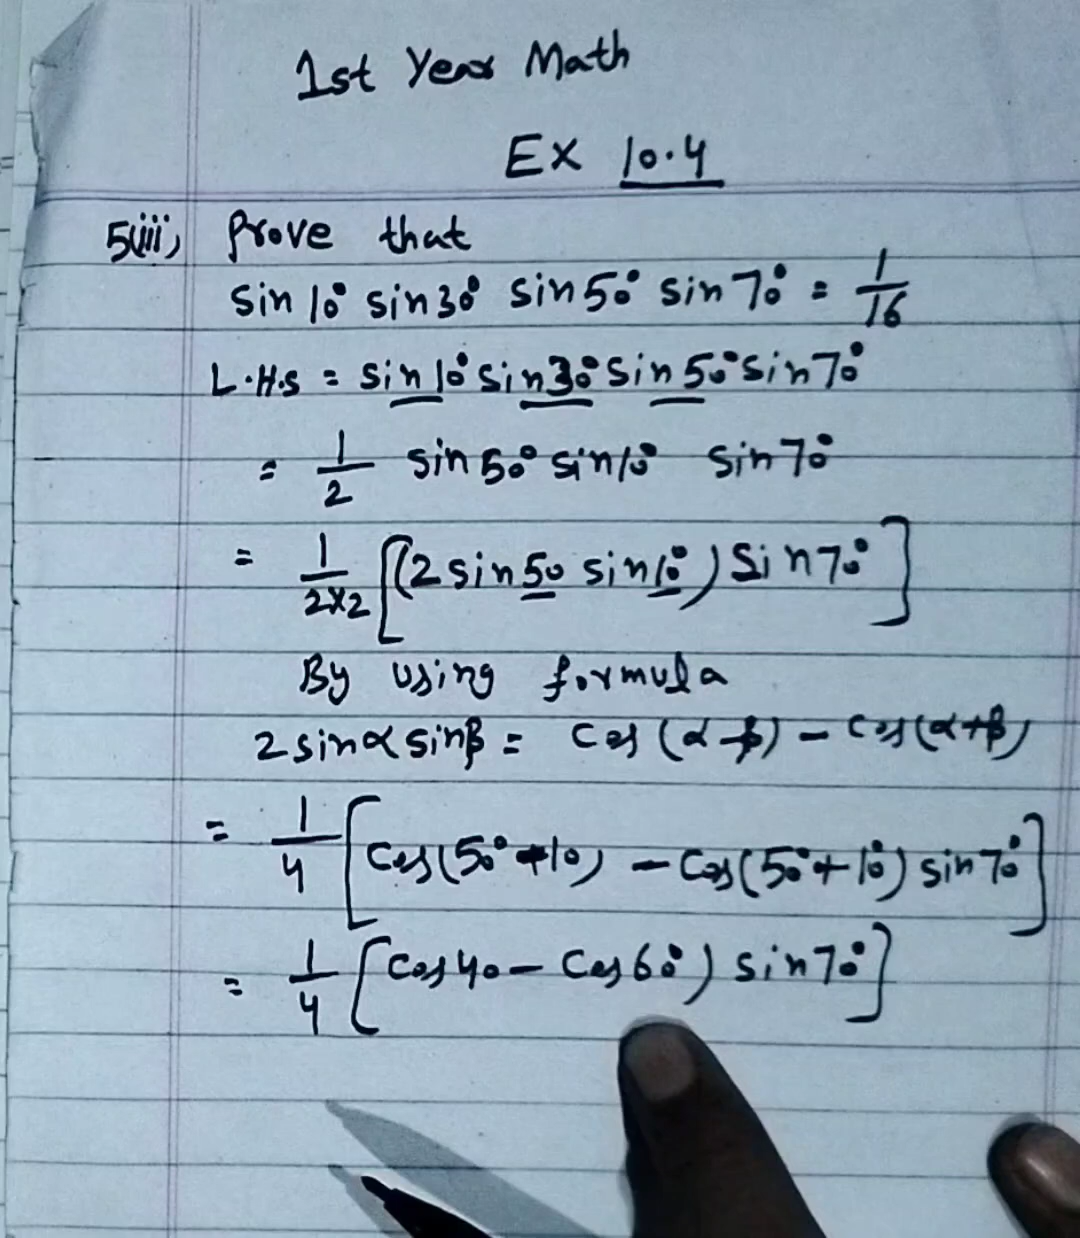 1st Year Math
EX 10.4
5(iii) Prove that
sin 10° sin 30° sin 50° sin 70° = 1/16
L.H.S = sin 10° sin 30° sin 50° sin 70°
= 1/2 sin 50° sin 10° sin 70°
= 1/2×2 [(2 sin 50 sin 10°) Sin 70°]
By using formula
2 sin α sin β = cos (α - β) - cos (α + β)
= 1/4 [cos (50° - 10) - cos (50° + 10°) sin 70°]
= 1/4 [cos 40 - cos 60°) sin 70°]